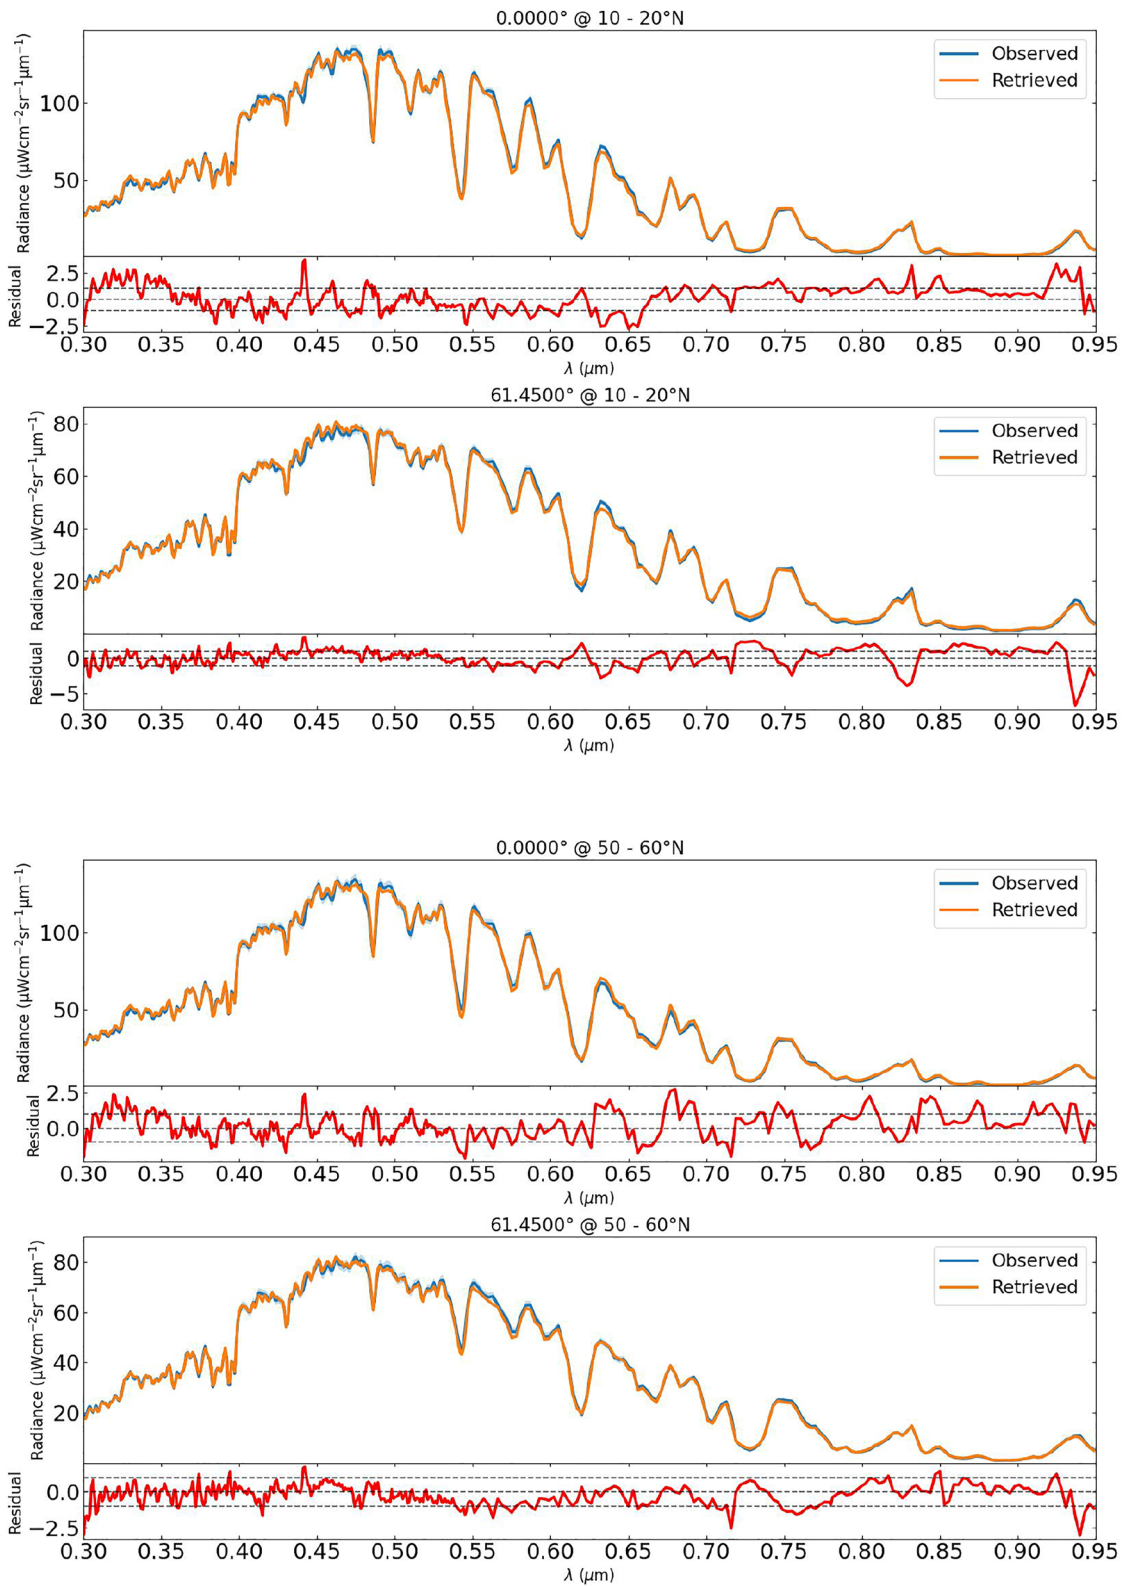 0.0000° @ 10 - 20°N
Radiance (μWcm⁻²sr⁻¹μm⁻¹)
100
50
Observed
Retrieved
Residual
2.5
0.0
−2.5
0.30 0.35 0.40 0.45 0.50 0.55 0.60 0.65 0.70 0.75 0.80 0.85 0.90 0.95
λ (μm)
61.4500° @ 10 - 20°N
Radiance (μWcm⁻²sr⁻¹μm⁻¹)
80
60
40
20
Observed
Retrieved
Residual
0
−5
0.30 0.35 0.40 0.45 0.50 0.55 0.60 0.65 0.70 0.75 0.80 0.85 0.90 0.95
λ (μm)
0.0000° @ 50 - 60°N
Radiance (μWcm⁻²sr⁻¹μm⁻¹)
100
50
Observed
Retrieved
Residual
2.5
0.0
0.30 0.35 0.40 0.45 0.50 0.55 0.60 0.65 0.70 0.75 0.80 0.85 0.90 0.95
λ (μm)
61.4500° @ 50 - 60°N
Radiance (μWcm⁻²sr⁻¹μm⁻¹)
80
60
40
20
Observed
Retrieved
Residual
0.0
−2.5
0.30 0.35 0.40 0.45 0.50 0.55 0.60 0.65 0.70 0.75 0.80 0.85 0.90 0.95
λ (μm)